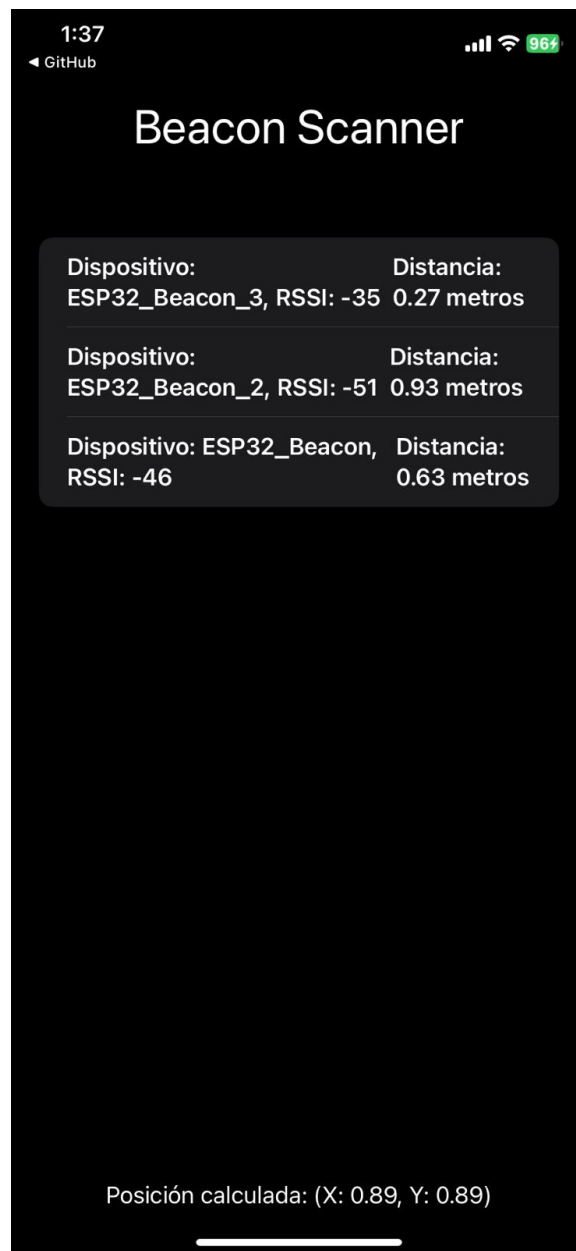 1:37
◀ GitHub
96
Beacon Scanner
Dispositivo:
ESP32_Beacon_3, RSSI: -35
Distancia:
0.27 metros
Dispositivo:
ESP32_Beacon_2, RSSI: -51
Distancia:
0.93 metros
Dispositivo: ESP32_Beacon,
RSSI: -46
Distancia:
0.63 metros
Posición calculada: (X: 0.89, Y: 0.89)